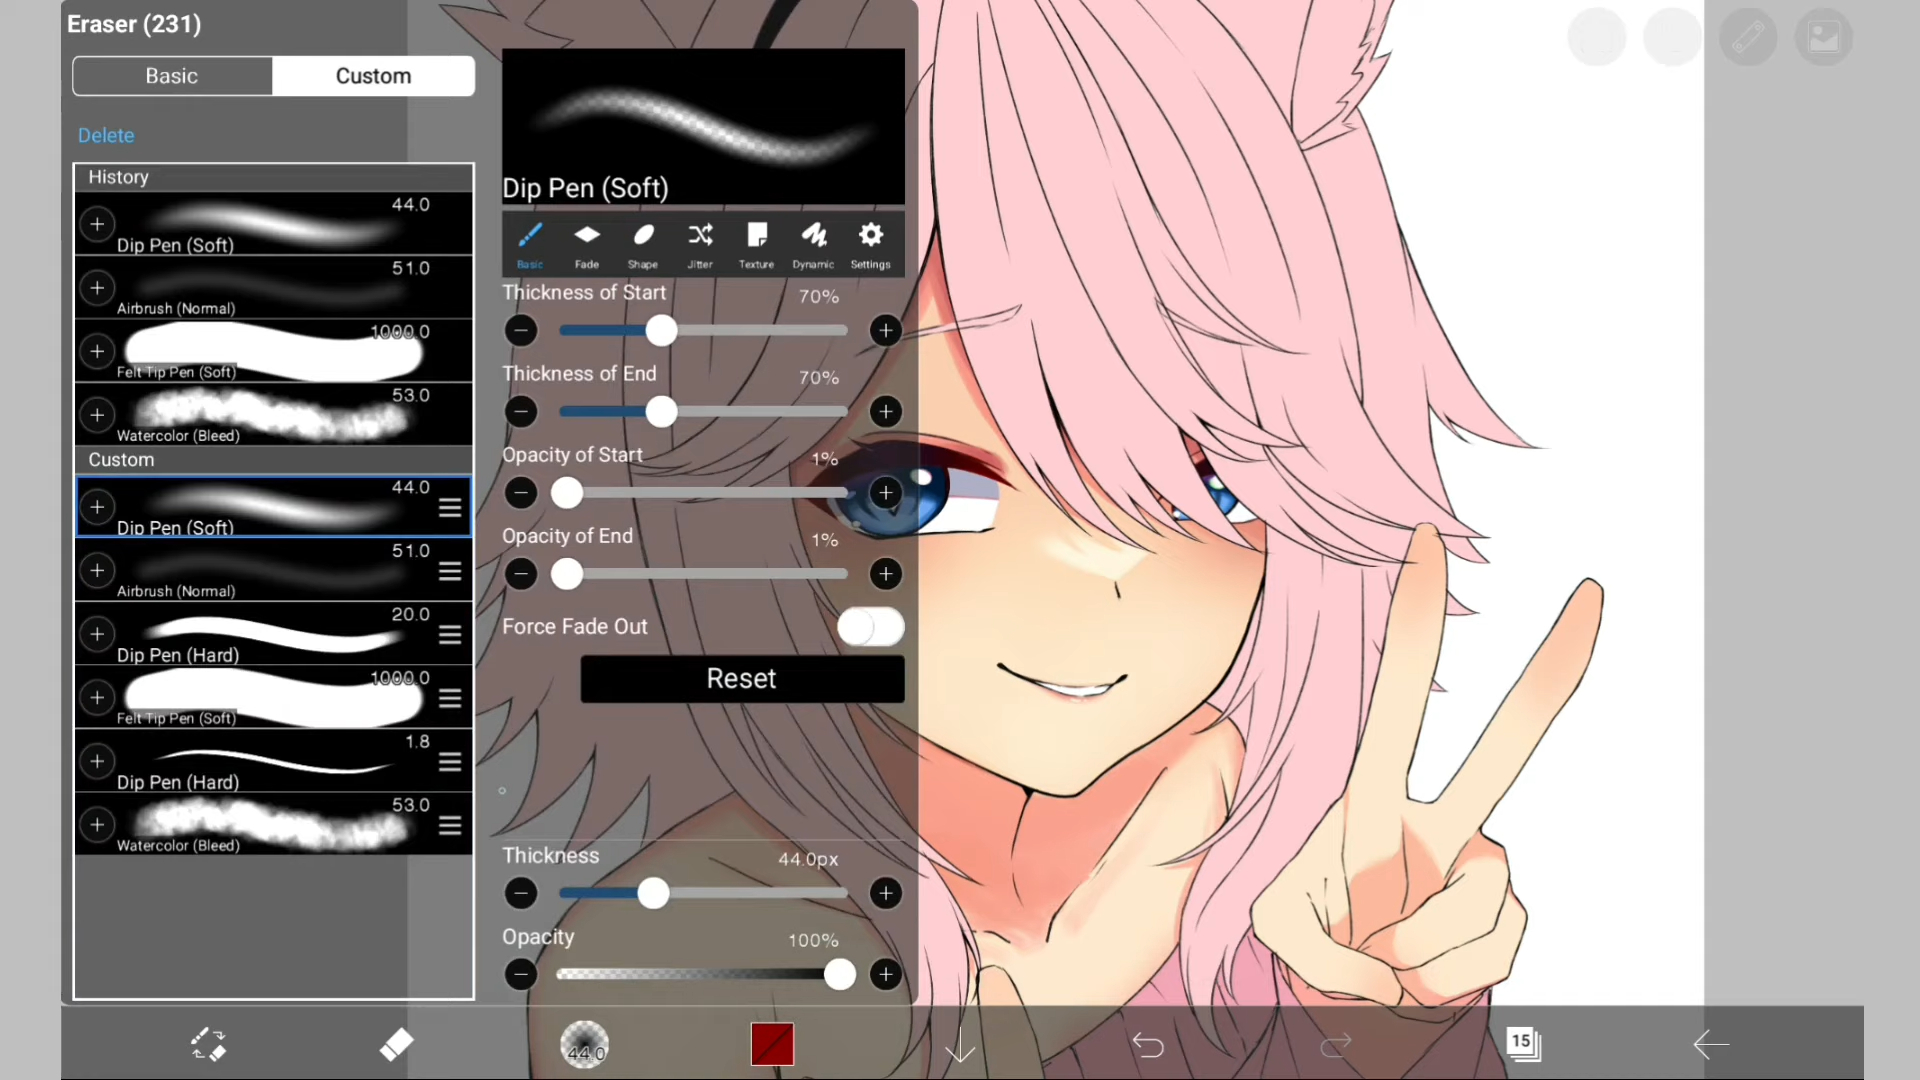 Eraser (231)
Basic
Custom
Delete
History
44.0
Dip Pen (Soft)
51.0
Airbrush (Normal)
1000.0
Felt Tip Pen (Soft)
53.0
Watercolor (Bleed)
Custom
44.0
Dip Pen (Soft)
51.0
Airbrush (Normal)
20.0
Dip Pen (Hard)
1000.0
Felt Tip Pen (Soft)
1.8
Dip Pen (Hard)
53.0
Watercolor (Bleed)
Dip Pen (Soft)
Basic Fade Shape Jitter Texture Dynamic Settings
Thickness of Start 70%
Thickness of End 70%
Opacity of Start 1%
Opacity of End 1%
Force Fade Out
Reset
Thickness 44.0px
Opacity 100%
44.0
15